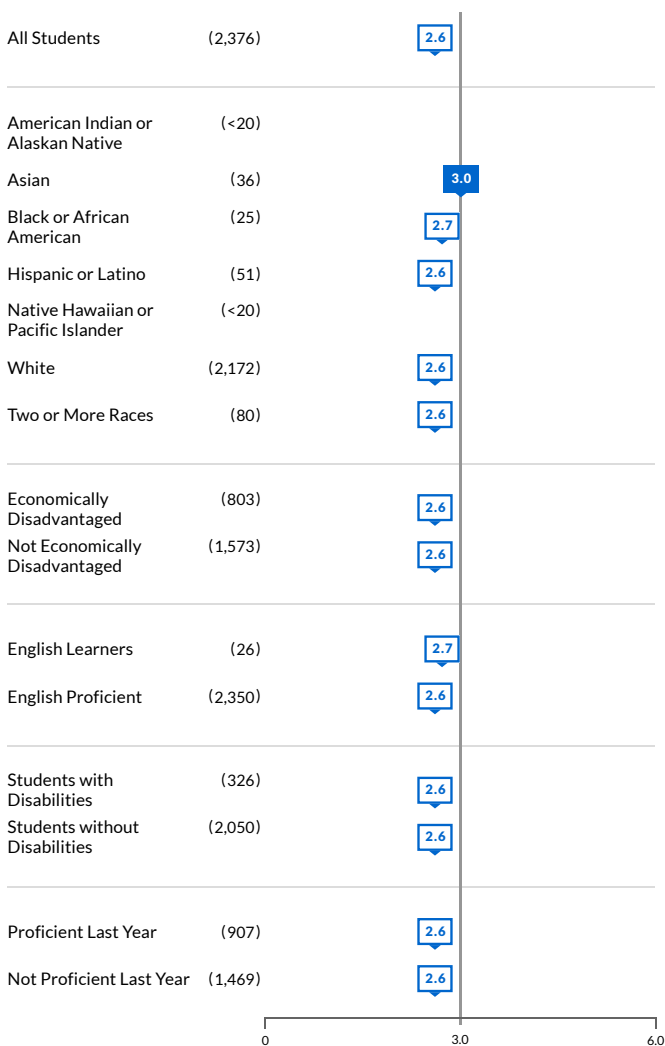 All Students (2,376) 2.6
American Indian or (<20)
Alaskan Native
Asian (36) 3.0
Black or African (25) 2.7
American
Hispanic or Latino (51) 2.6
Native Hawaiian or (<20)
Pacific Islander
White (2,172) 2.6
Two or More Races (80) 2.6
Economically (803) 2.6
Disadvantaged
Not Economically (1,573) 2.6
Disadvantaged
English Learners (26) 2.7
English Proficient (2,350) 2.6
Students with (326) 2.6
Disabilities
Students without (2,050) 2.6
Disabilities
Proficient Last Year (907) 2.6
Not Proficient Last Year (1,469) 2.6
0 3.0 6.0